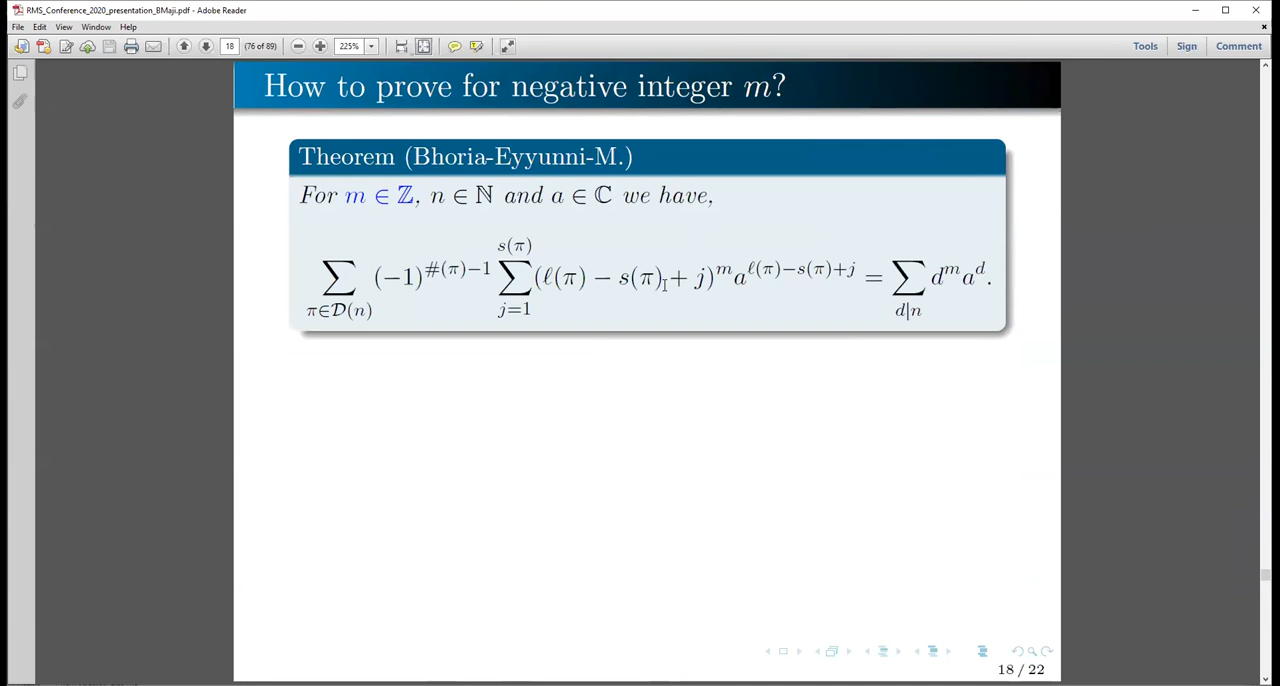 RMS_Conference_2020_presentation_BMaji.pdf - Adobe Reader
File Edit View Window Help
18 (76 of 89) 225% Tools Sign Comment
How to prove for negative integer m?
Theorem (Bhoria-Eyyunni-M.)
For m ∈ ℤ, n ∈ ℕ and a ∈ ℂ we have,
∑_{π∈𝒟(n)} (−1)^{#(π)−1} ∑_{j=1}^{s(π)} (ℓ(π) − s(π) + j)^m a^{ℓ(π)−s(π)+j} = ∑_{d|n} d^m a^d.
18 / 22